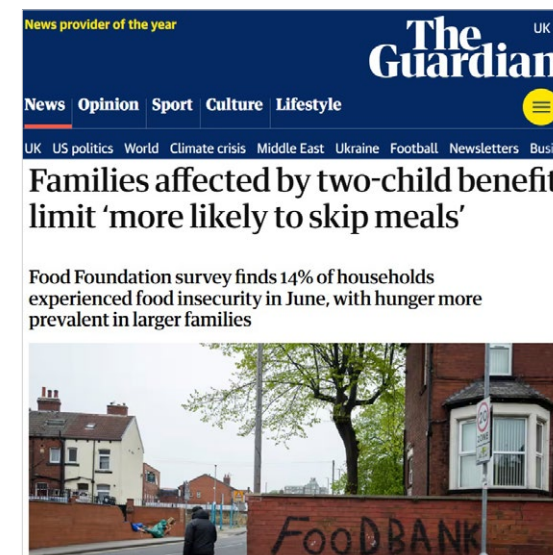 News provider of the year
UK
The
Guardian
News Opinion Sport Culture Lifestyle
UK US politics World Climate crisis Middle East Ukraine Football Newsletters Busi
Families affected by two-child benefit
limit ‘more likely to skip meals’
Food Foundation survey finds 14% of households
experienced food insecurity in June, with hunger more
prevalent in larger families
FOODBANK